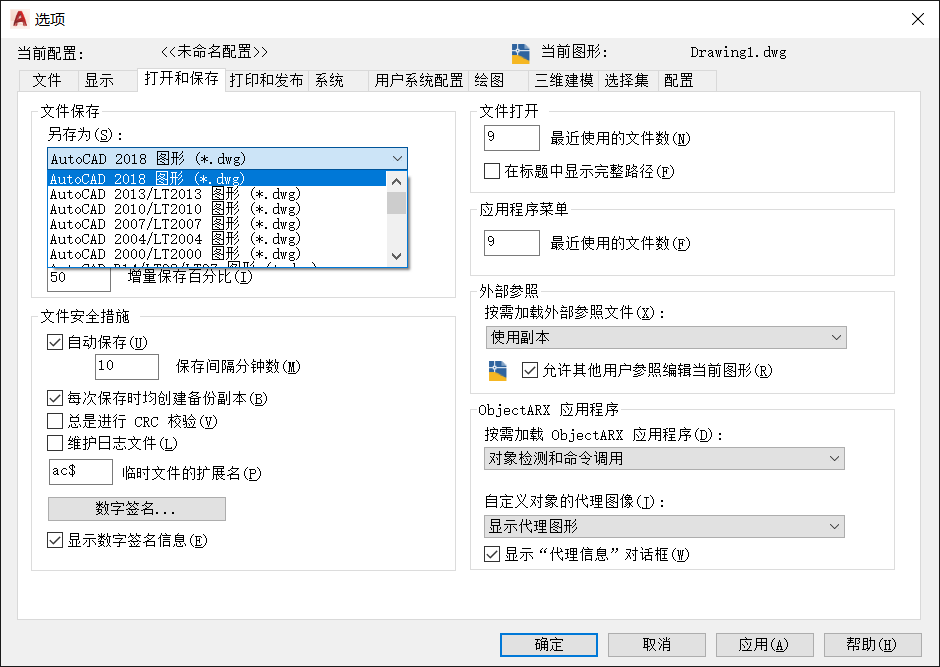 选项
当前配置: <<未命名配置>> 当前图形: Drawing1.dwg
文件 显示 打开和保存 打印和发布 系统 用户系统配置 绘图 三维建模 选择集 配置
文件保存
另存为(S):
AutoCAD 2018 图形 (*.dwg)
AutoCAD 2018 图形 (*.dwg)
AutoCAD 2013/LT2013 图形 (*.dwg)
AutoCAD 2010/LT2010 图形 (*.dwg)
AutoCAD 2007/LT2007 图形 (*.dwg)
AutoCAD 2004/LT2004 图形 (*.dwg)
AutoCAD 2000/LT2000 图形 (*.dwg)
50 增量保存百分比(I)
文件安全措施
自动保存(U)
10 保存间隔分钟数(M)
每次保存时均创建备份副本(B)
总是进行 CRC 校验(V)
维护日志文件(L)
ac$ 临时文件的扩展名(P)
数字签名...
显示数字签名信息(E)
文件打开
9 最近使用的文件数(N)
在标题中显示完整路径(F)
应用程序菜单
9 最近使用的文件数(F)
外部参照
按需加载外部参照文件(X):
使用副本
允许其他用户参照编辑当前图形(R)
ObjectARX 应用程序
按需加载 ObjectARX 应用程序(D):
对象检测和命令调用
自定义对象的代理图像(J):
显示代理图形
显示“代理信息”对话框(W)
确定 取消 应用(A) 帮助(H)